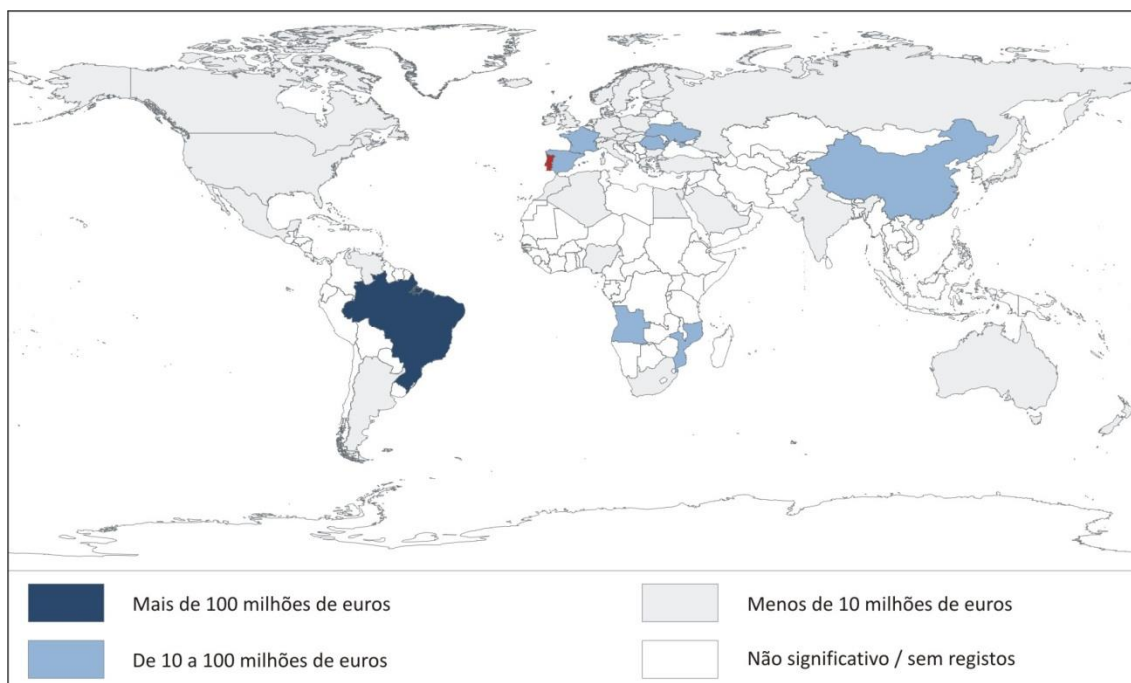 Mais de 100 milhões de euros
Menos de 10 milhões de euros
De 10 a 100 milhões de euros
Não significativo / sem registos